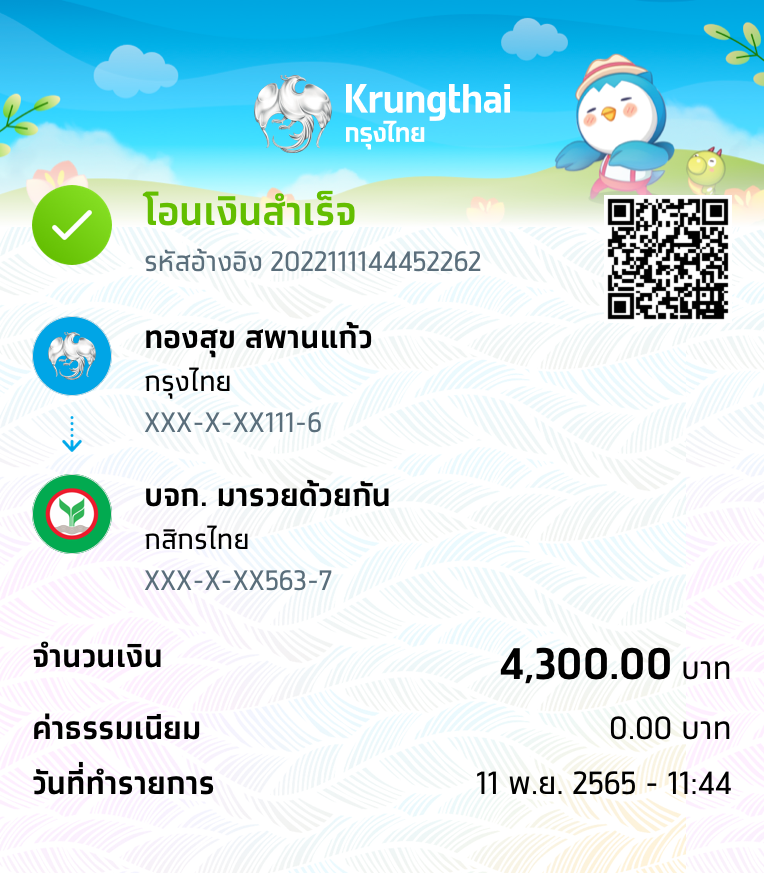 Krungthai
กรุงไทย
โอนเงินสำเร็จ
รหัสอ้างอิง 2022111144452262
ทองสุข สพานแก้ว
กรุงไทย
XXX-X-XX111-6
บจก. มารวยด้วยกัน
กสิกรไทย
XXX-X-XX563-7
จำนวนเงิน 4,300.00 บาท
ค่าธรรมเนียม 0.00 บาท
วันที่ทำรายการ 11 พ.ย. 2565 - 11:44